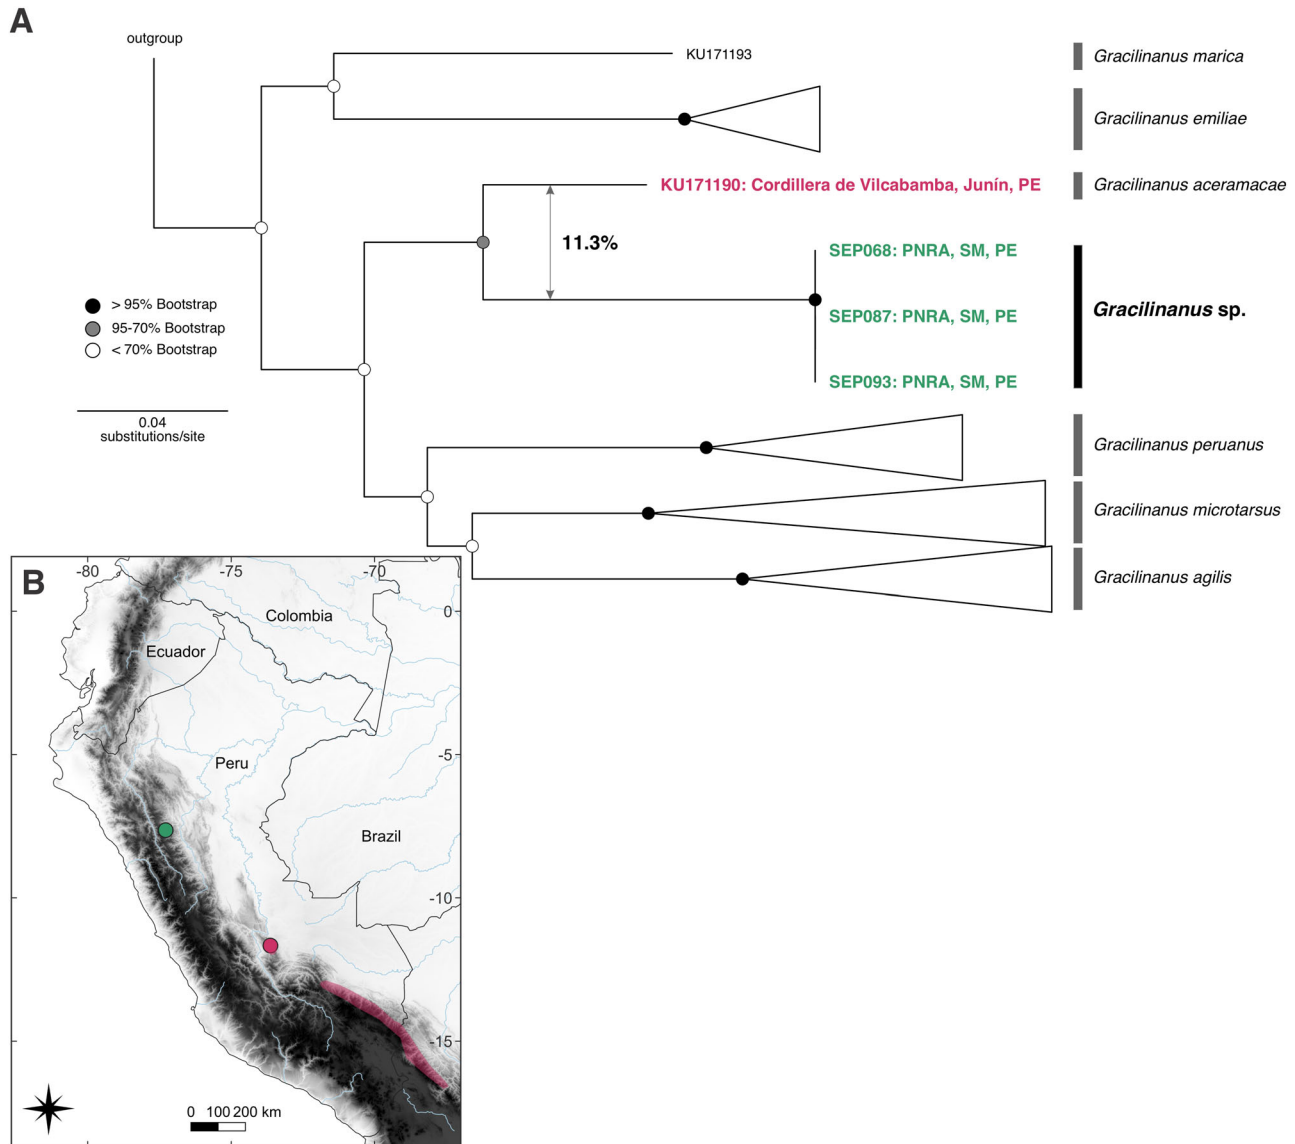 A
outgroup
KU171193
Gracilinanus marica
Gracilinanus emiliae
KU171190: Cordillera de Vilcabamba, Junín, PE
Gracilinanus aceramacae
11.3%
SEP068: PNRA, SM, PE
SEP087: PNRA, SM, PE
SEP093: PNRA, SM, PE
Gracilinanus sp.
> 95% Bootstrap
95-70% Bootstrap
< 70% Bootstrap
0.04
substitutions/site
Gracilinanus peruanus
Gracilinanus microtarsus
Gracilinanus agilis
B
-80 -75 -70
0
Colombia
Ecuador
-5
Peru
Brazil
-10
-15
0 100 200 km